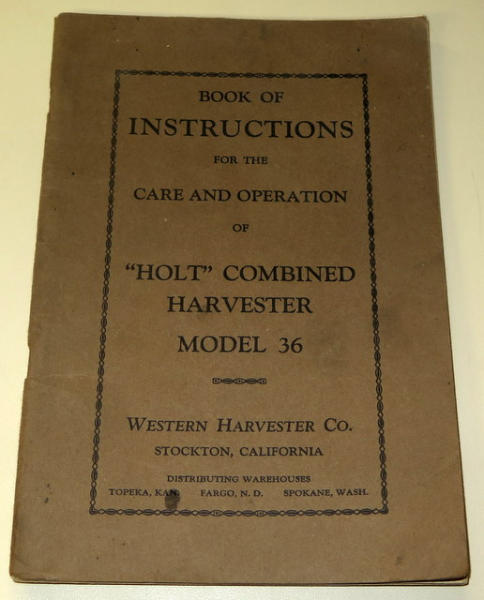 BOOK OF
INSTRUCTIONS
FOR THE
CARE AND OPERATION
OF
“HOLT” COMBINED
HARVESTER
MODEL 36
WESTERN HARVESTER CO.
STOCKTON, CALIFORNIA
DISTRIBUTING WAREHOUSES
TOPEKA, KAN. FARGO, N. D. SPOKANE, WASH.